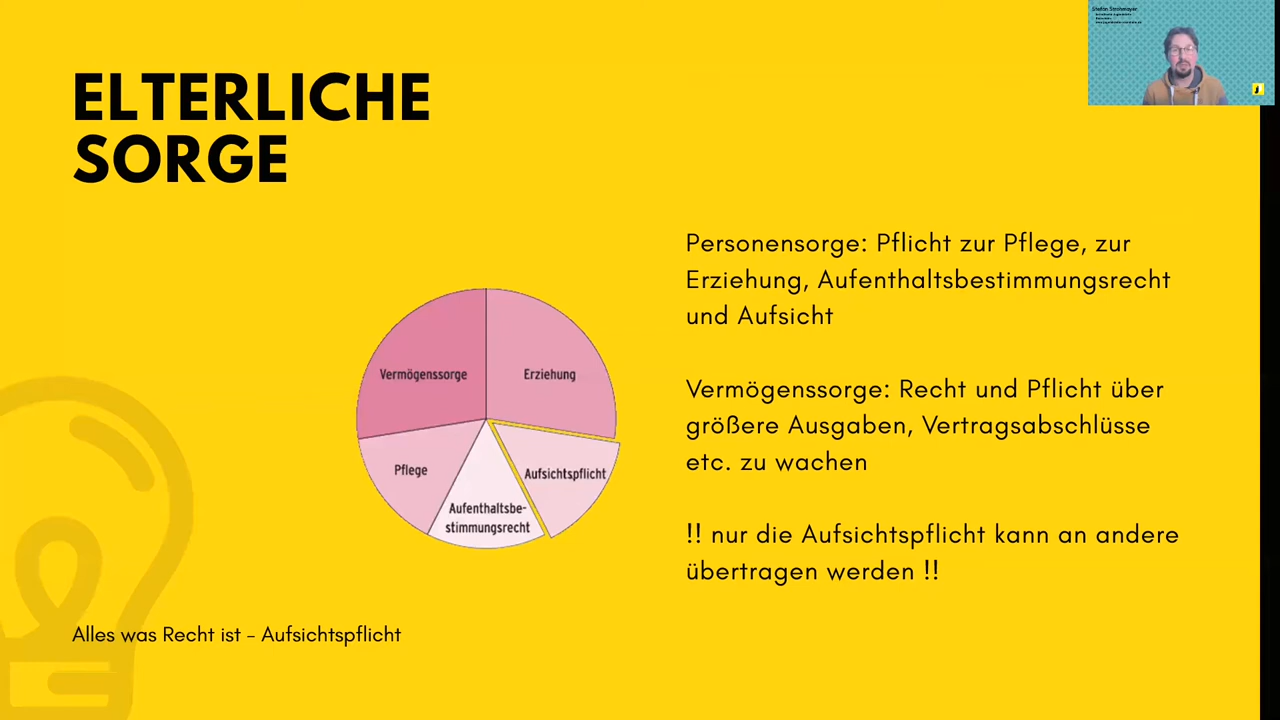 Stefan Strohmayer
ELTERLICHE
SORGE
Personensorge: Pflicht zur Pflege, zur
Erziehung, Aufenthaltsbestimmungsrecht
und Aufsicht
Vermögenssorge
Erziehung
Pflege
Aufsichtspflicht
Aufenthaltsbe-
stimmungsrecht
Vermögenssorge: Recht und Pflicht über
größere Ausgaben, Vertragsabschlüsse
etc. zu wachen
!! nur die Aufsichtspflicht kann an andere
übertragen werden !!
Alles was Recht ist – Aufsichtspflicht